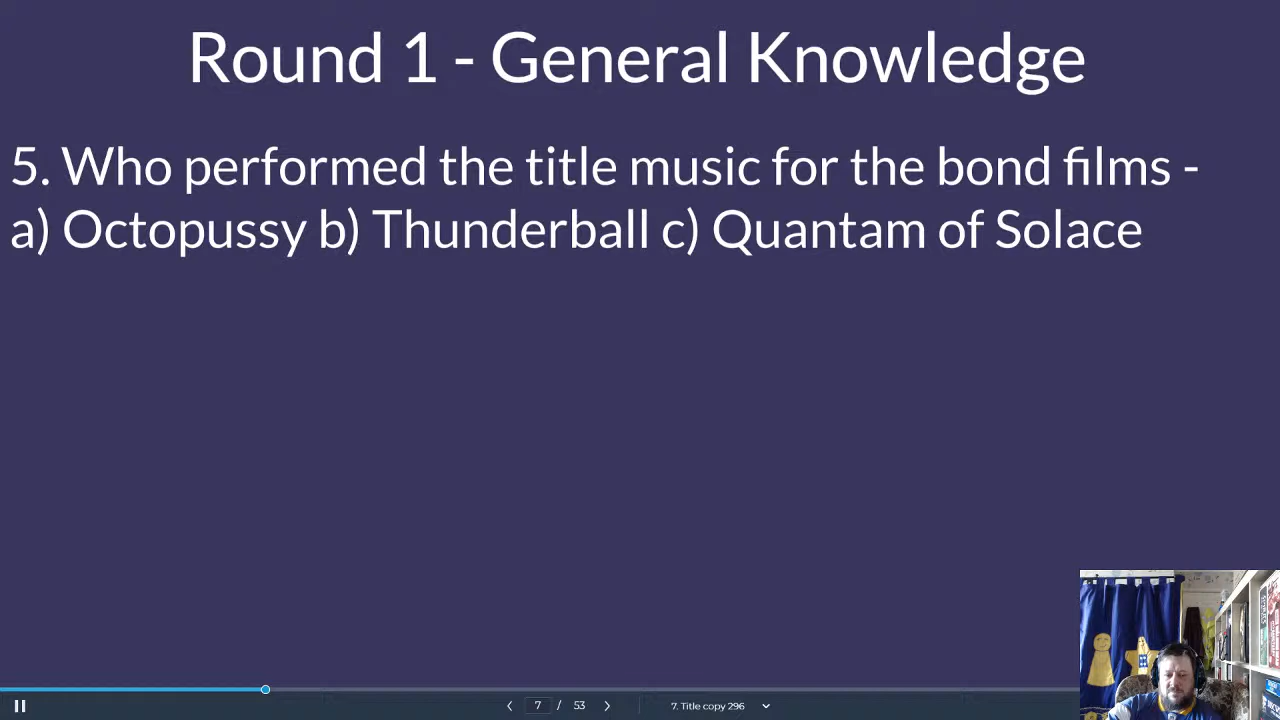 Round 1 - General Knowledge
5. Who performed the title music for the bond films -
a) Octopussy b) Thunderball c) Quantam of Solace
7 / 53
7. Title copy 296